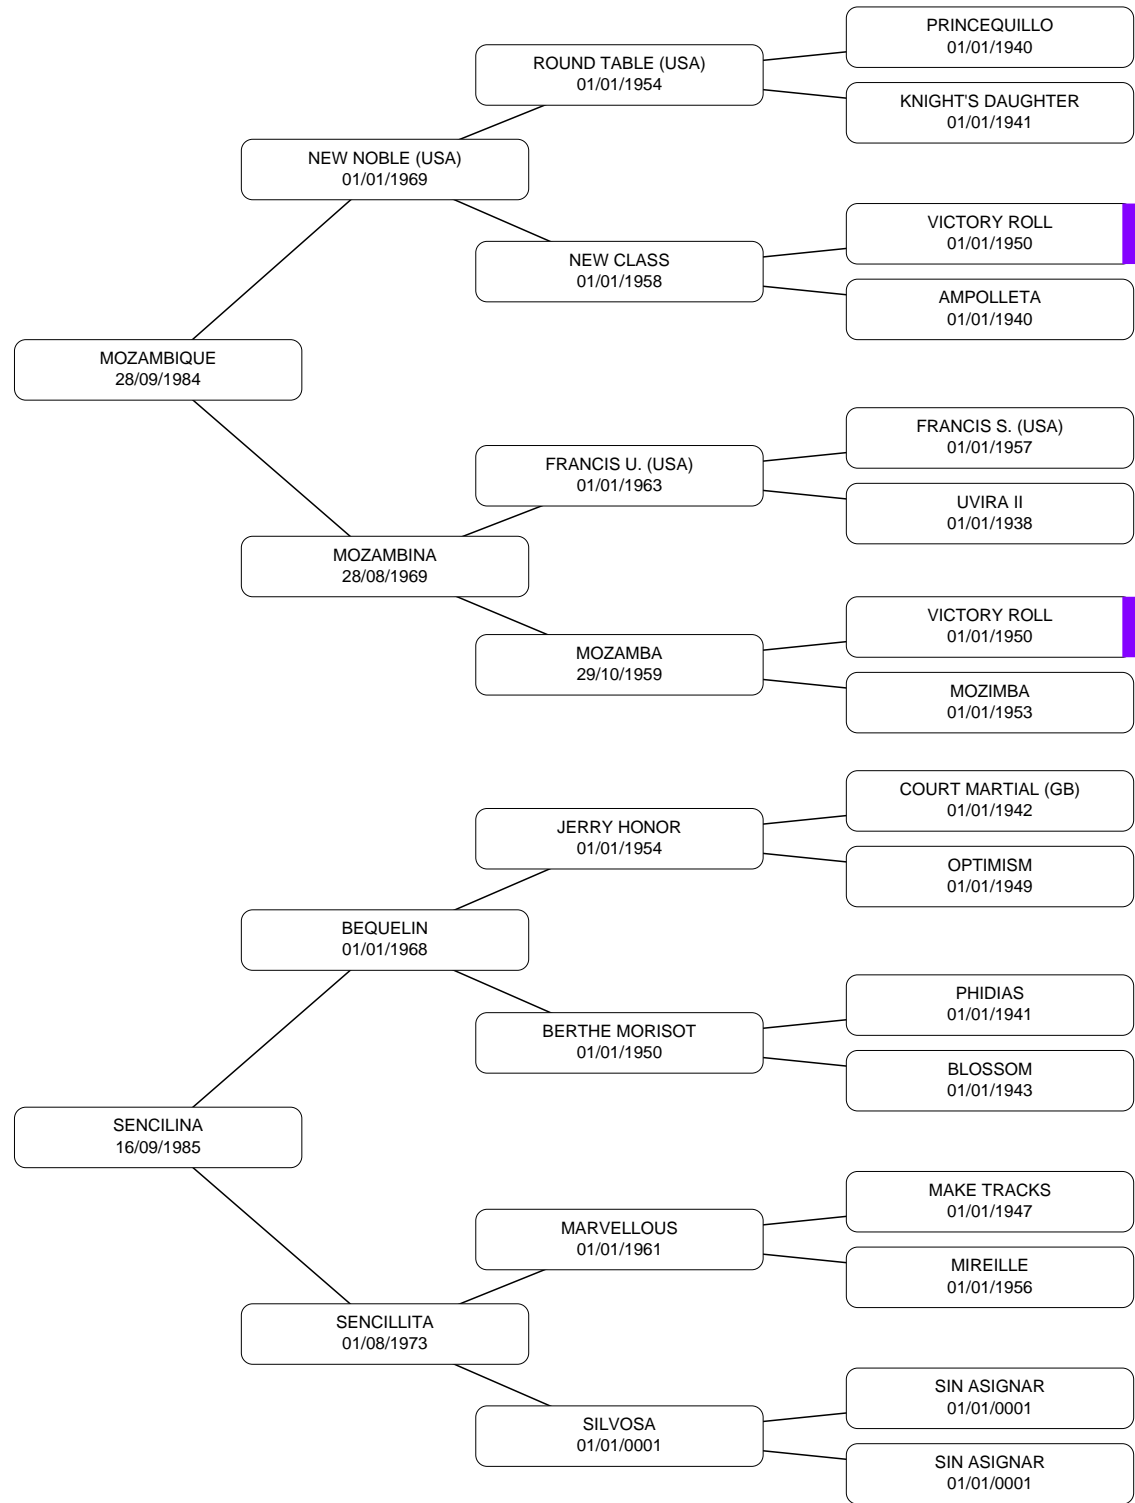 PRINCEQUILLO
01/01/1940
ROUND TABLE (USA)
01/01/1954
KNIGHT'S DAUGHTER
01/01/1941
NEW NOBLE (USA)
01/01/1969
VICTORY ROLL
01/01/1950
NEW CLASS
01/01/1958
AMPOLLETA
01/01/1940
MOZAMBIQUE
28/09/1984
FRANCIS S. (USA)
01/01/1957
FRANCIS U. (USA)
01/01/1963
UVIRA II
01/01/1938
MOZAMBINA
28/08/1969
VICTORY ROLL
01/01/1950
MOZAMBA
29/10/1959
MOZIMBA
01/01/1953
COURT MARTIAL (GB)
01/01/1942
JERRY HONOR
01/01/1954
OPTIMISM
01/01/1949
BEQUELIN
01/01/1968
PHIDIAS
01/01/1941
BERTHE MORISOT
01/01/1950
BLOSSOM
01/01/1943
SENCILINA
16/09/1985
MAKE TRACKS
01/01/1947
MARVELLOUS
01/01/1961
MIREILLE
01/01/1956
SENCILLITA
01/08/1973
SIN ASIGNAR
01/01/0001
SILVOSA
01/01/0001
SIN ASIGNAR
01/01/0001